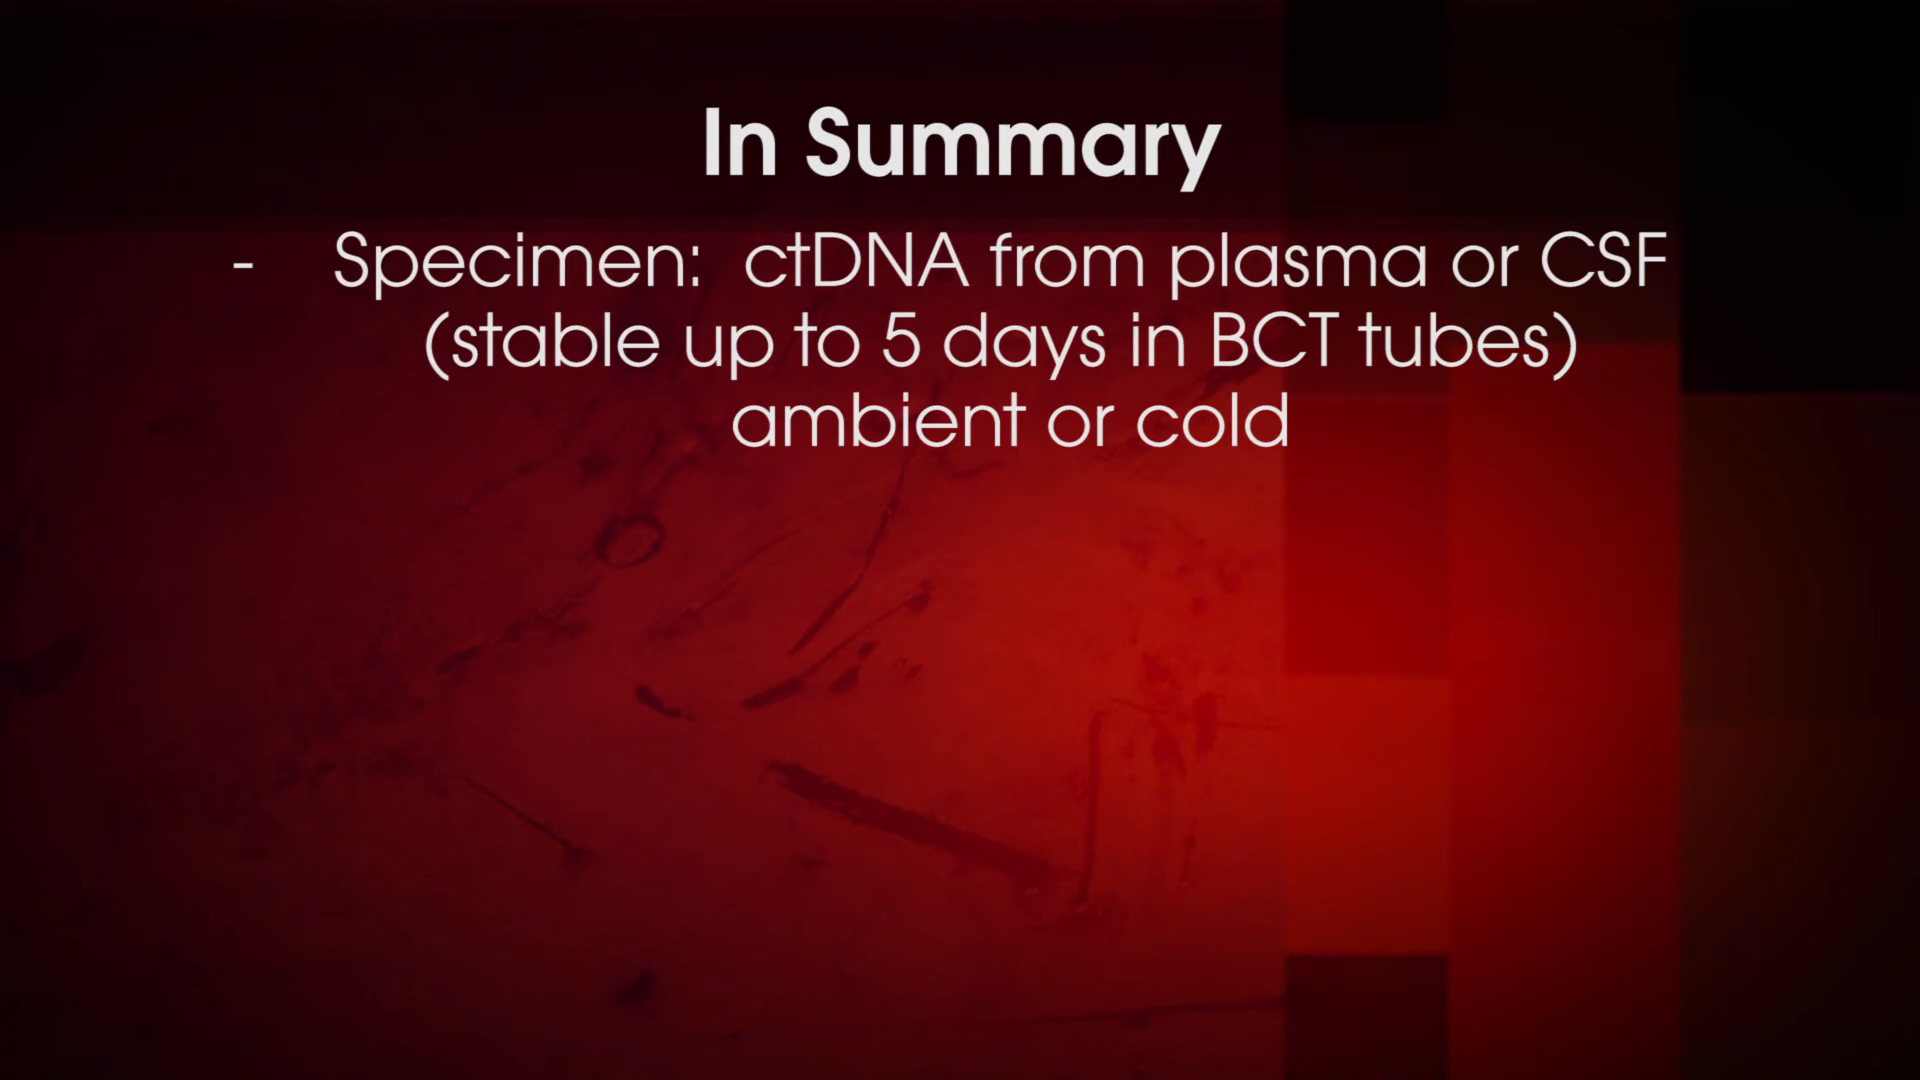 In Summary
- Specimen: ctDNA from plasma or CSF
(stable up to 5 days in BCT tubes)
ambient or cold